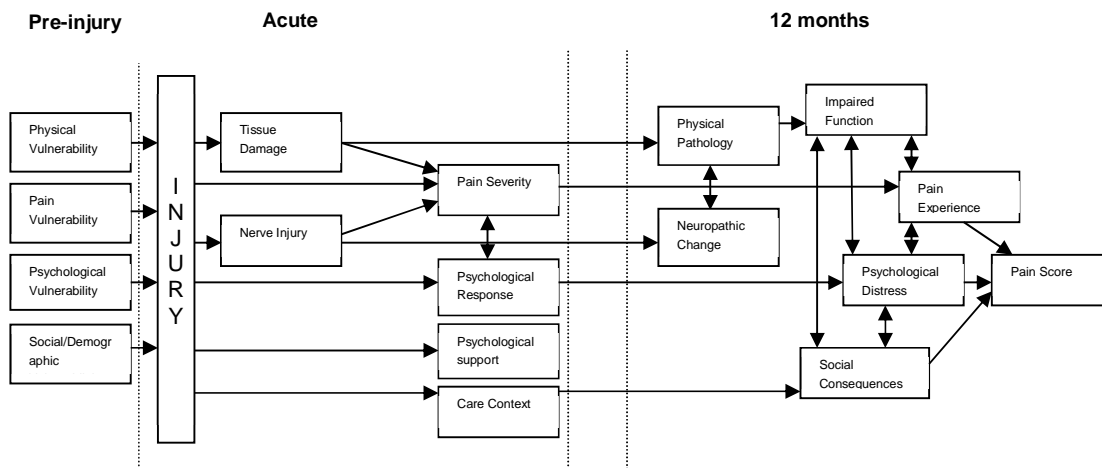 Pre-injury
Acute
12 months
Physical
Vulnerability
Pain
Vulnerability
Psychological
Vulnerability
Social/Demogr
aphic
I
N
J
U
R
Y
Tissue
Damage
Nerve Injury
Pain Severity
Psychological
Response
Psychological
support
Care Context
Physical
Pathology
Neuropathic
Change
Impaired
Function
Pain
Experience
Psychological
Distress
Social
Consequences
Pain Score